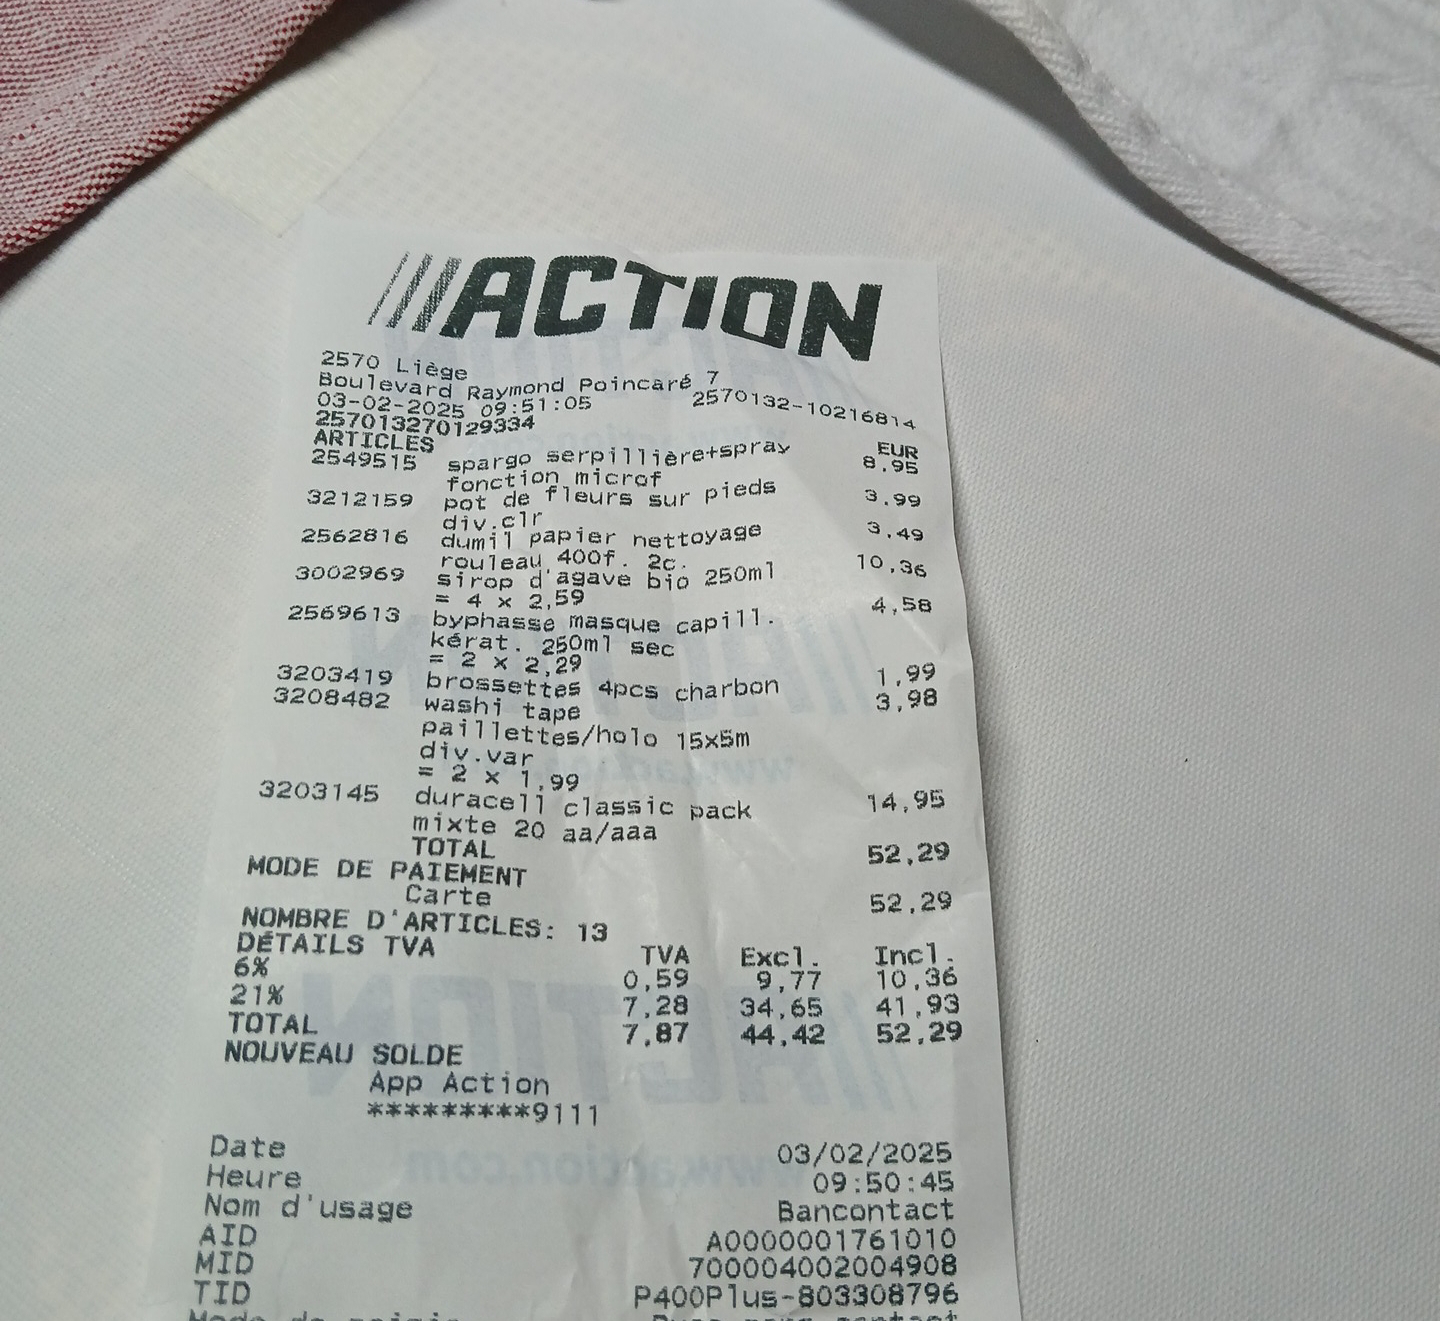 ACTION
2570 Liège
Boulevard Raymond Poincaré 7
03-02-2025 09:51:05 2570132-10216814
257013270129334
ARTICLES EUR
2549515 spargo serpillière+spray 8,95
fonction microf
3212159 pot de fleurs sur pieds 3.99
div.clr
2562816 dumil papier nettoyage 3.49
rouleau 400f. 2c.
3002969 sirop d'agave bio 250ml 10,36
= 4 x 2,59
2569613 byphasse masque capill. 4,58
kérat. 250ml sec
= 2 x 2,29
3203419 brossettes 4pcs charbon 1,99
3208482 washi tape 3,98
paillettes/holo 15x5m
div.var
= 2 x 1,99
3203145 duracell classic pack 14,95
mixte 20 aa/aaa
TOTAL 52,29
MODE DE PAIEMENT
Carte 52,29
NOMBRE D'ARTICLES: 13
DÉTAILS TVA TVA Excl. Incl.
6% 0,59 9,77 10,36
21% 7,28 34,65 41,93
TOTAL 7,87 44,42 52,29
NOUVEAU SOLDE
App Action
*********9111
Date 03/02/2025
Heure 09:50:45
Nom d'usage Bancontact
AID A0000001761010
MID 700004002004908
TID P400Plus-803308796